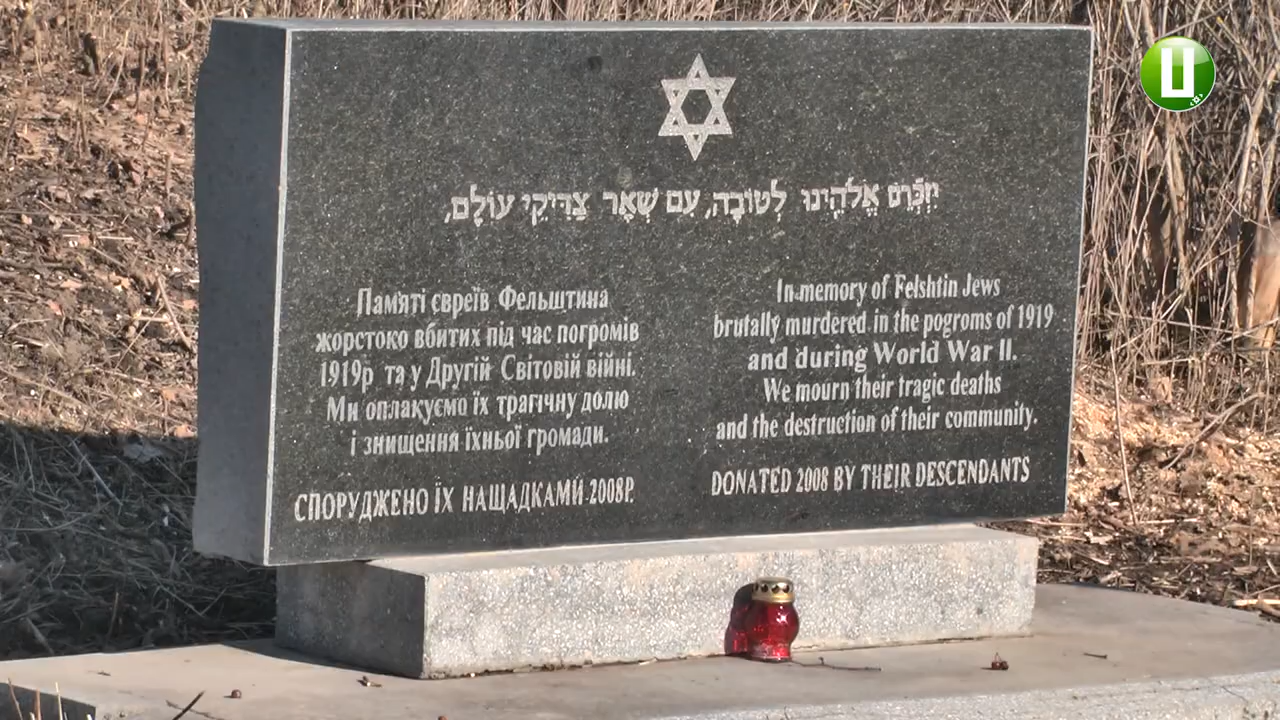 יִזְכְּרֵם אֱלֹהֵינוּ לְטוֹבָה, עִם שְׁאָר צַדִּיקֵי עוֹלָם,
Пам'яті євреїв Фельштина
жорстоко вбитих під час погромів
1919р та у Другій Світовій війні.
Ми оплакуємо їх трагічну долю
і знищення їхньої громади.
СПОРУДЖЕНО ЇХ НАЩАДКАМИ 2008Р.
In memory of Felshtin Jews
brutally murdered in the pogroms of 1919
and during World War II.
We mourn their tragic deaths
and the destruction of their community.
DONATED 2008 BY THEIR DESCENDANTS
Ц